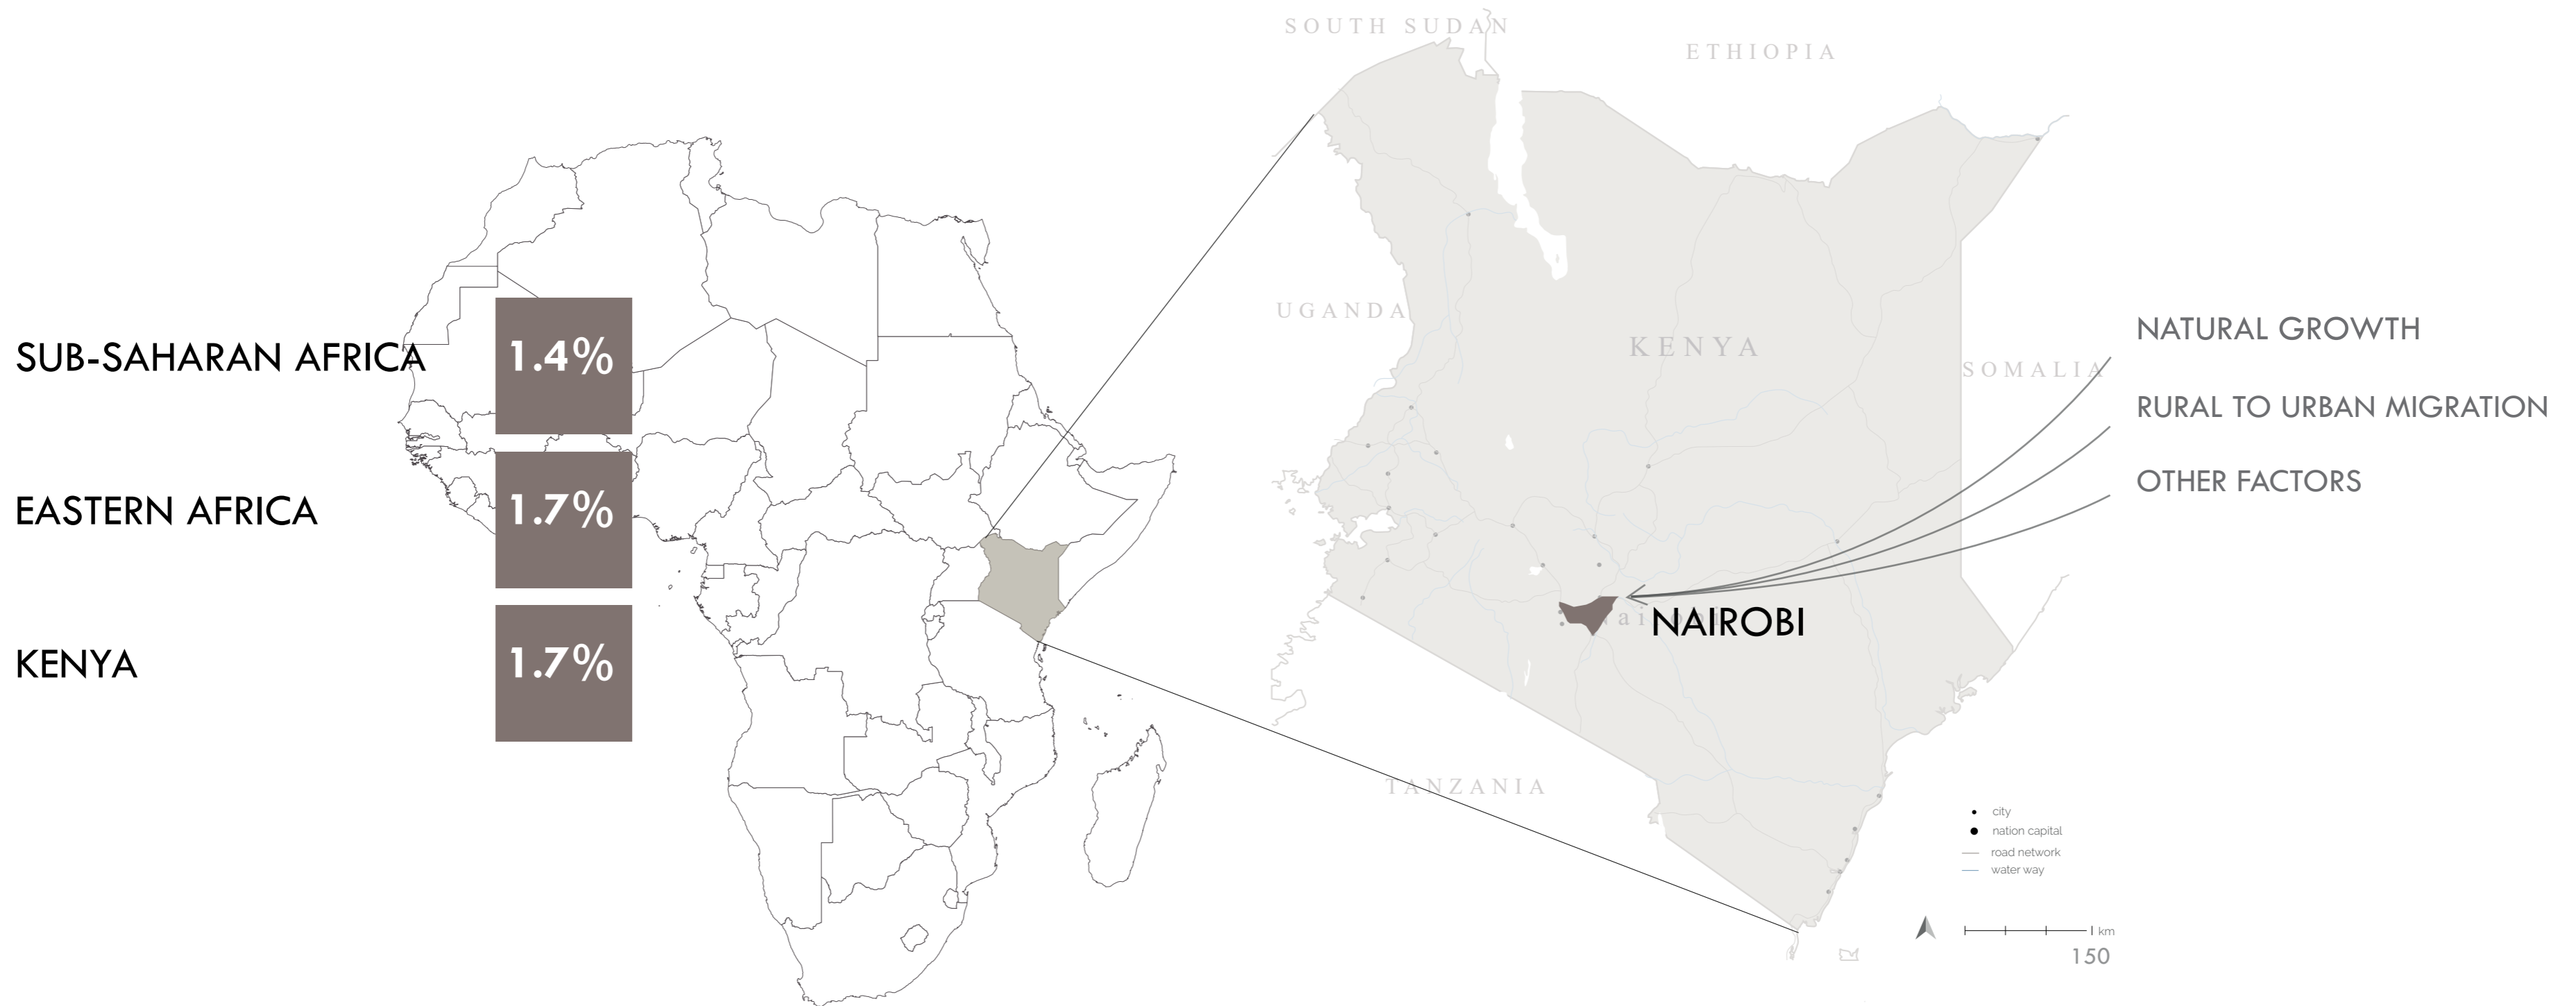 SUB-SAHARAN AFRICA
1.4%
EASTERN AFRICA
1.7%
KENYA
1.7%
SOUTH SUDAN
ETHIOPIA
UGANDA
KENYA
SOMALIA
TANZANIA
Nairobi
NAIROBI
NATURAL GROWTH
RURAL TO URBAN MIGRATION
OTHER FACTORS
city
nation capital
road network
water way
km
150